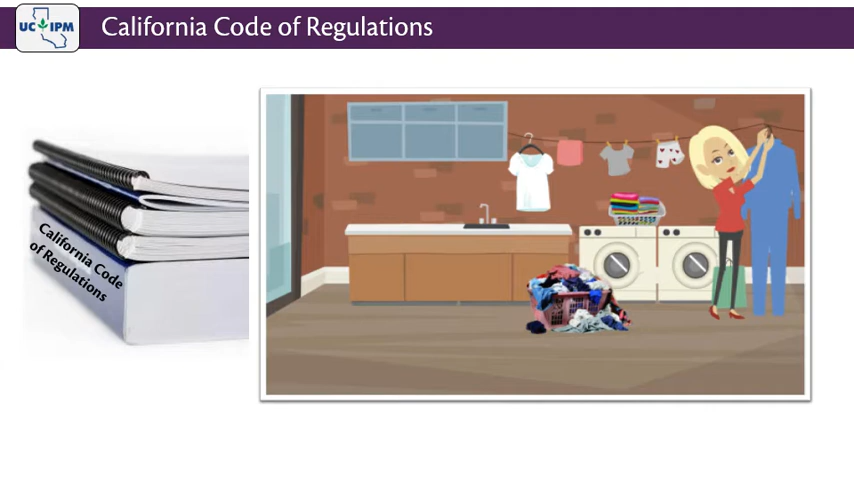 UC IPM
California Code of Regulations
California Code
of Regulations